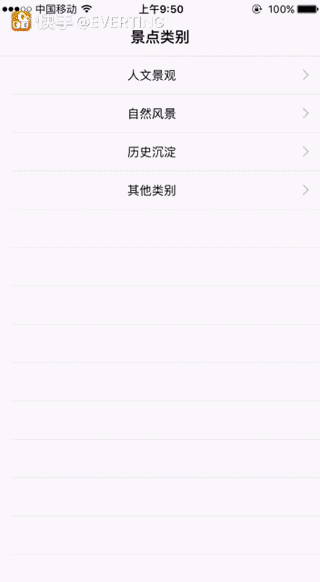 中国移动 上午9:50 100%
快手 @EVERTING
景点类别
人文景观
自然风景
历史沉淀
其他类别